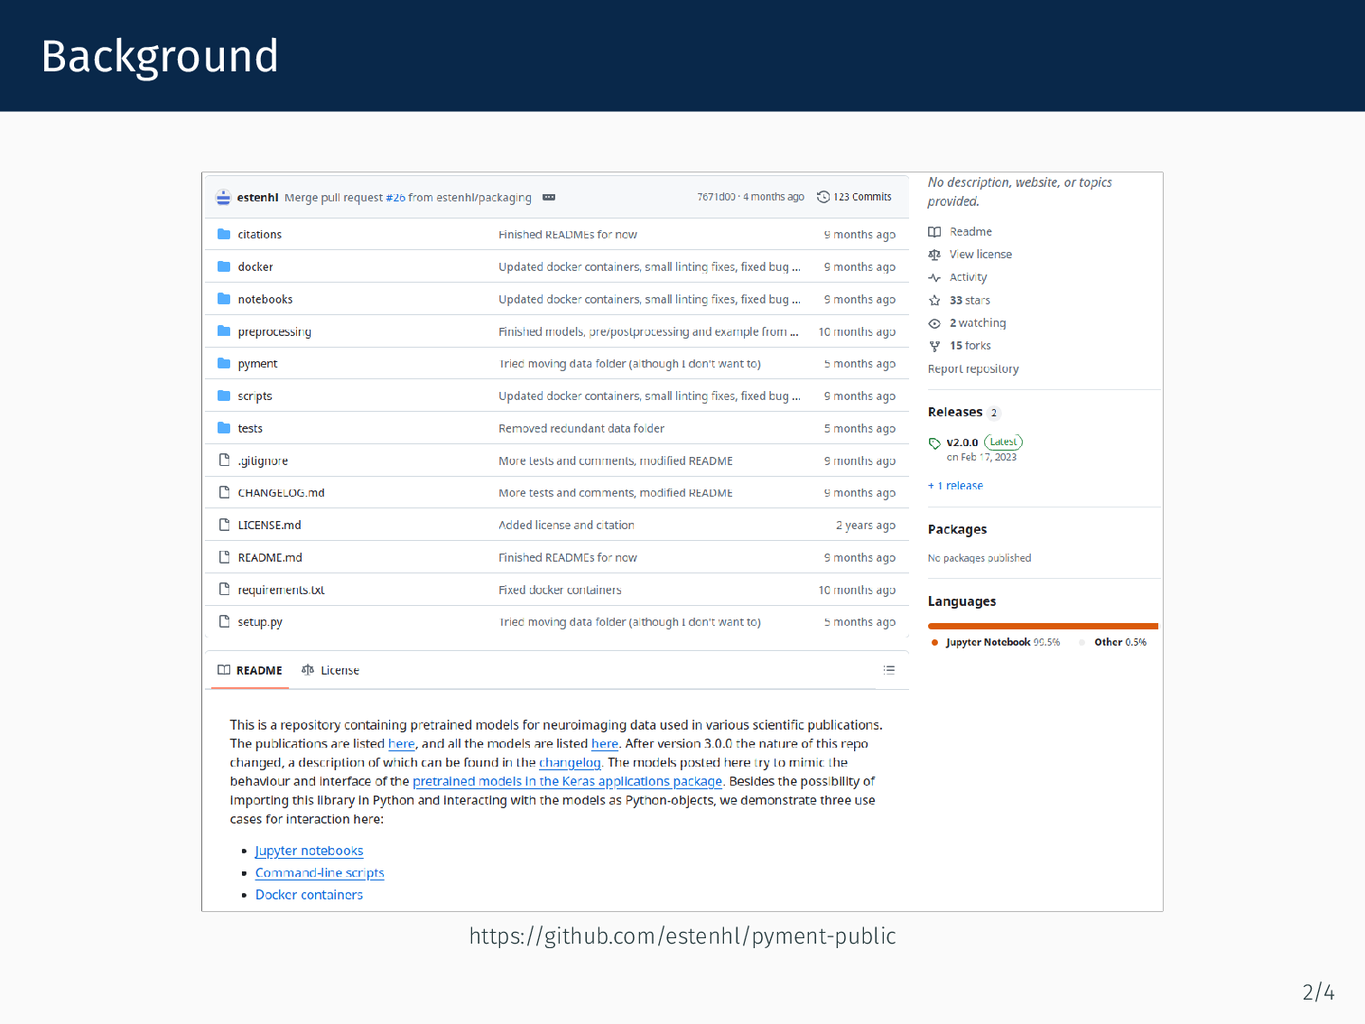 Background
estenhl Merge pull request #26 from estenhl/packaging 7671d00 · 4 months ago 123 Commits
citations Finished READMEs for now 9 months ago
docker Updated docker containers, small linting fixes, fixed bug ... 9 months ago
notebooks Updated docker containers, small linting fixes, fixed bug ... 9 months ago
preprocessing Finished models, pre/postprocessing and example from ... 10 months ago
pyment Tried moving data folder (although I don't want to) 5 months ago
scripts Updated docker containers, small linting fixes, fixed bug ... 9 months ago
tests Removed redundant data folder 5 months ago
.gitignore More tests and comments, modified README 9 months ago
CHANGELOG.md More tests and comments, modified README 9 months ago
LICENSE.md Added license and citation 2 years ago
README.md Finished READMEs for now 9 months ago
requirements.txt Fixed docker containers 10 months ago
setup.py Tried moving data folder (although I don't want to) 5 months ago
README License
This is a repository containing pretrained models for neuroimaging data used in various scientific publications.
The publications are listed here, and all the models are listed here. After version 3.0.0 the nature of this repo
changed, a description of which can be found in the changelog. The models posted here try to mimic the
behaviour and interface of the pretrained models in the Keras applications package. Besides the possibility of
importing this library in Python and interacting with the models as Python-objects, we demonstrate three use
cases for interaction here:
• Jupyter notebooks
• Command-line scripts
• Docker containers
No description, website, or topics
provided.
Readme
View license
Activity
33 stars
2 watching
15 forks
Report repository
Releases 2
v2.0.0 Latest
on Feb 17, 2023
+ 1 release
Packages
No packages published
Languages
Jupyter Notebook 99.5% Other 0.5%
https://github.com/estenhl/pyment-public
2/4